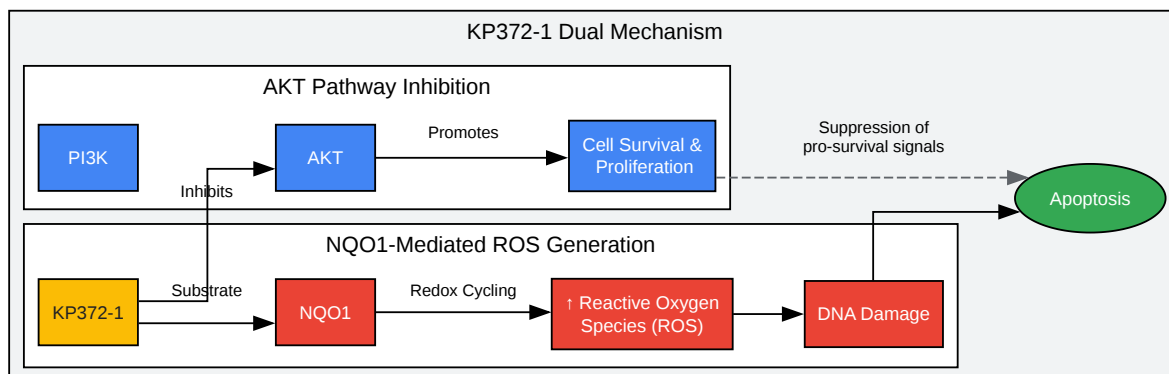 KP372-1 Dual Mechanism
AKT Pathway Inhibition
PI3K
AKT
Promotes
Cell Survival &
Proliferation
Suppression of
pro-survival signals
Inhibits
Apoptosis
NQO1-Mediated ROS Generation
KP372-1
Substrate
NQO1
Redox Cycling
↑ Reactive Oxygen
Species (ROS)
DNA Damage